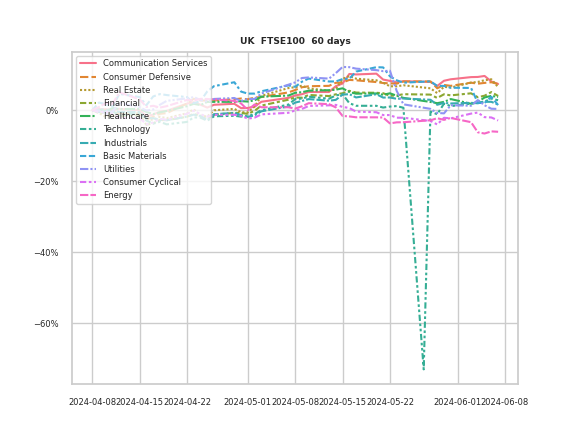 UK FTSE100 60 days
Communication Services
Consumer Defensive
Real Estate
Financial
Healthcare
Technology
Industrials
Basic Materials
Utilities
Consumer Cyclical
Energy
0%
−20%
−40%
−60%
2024-04-08 2024-04-15 2024-04-22 2024-05-01 2024-05-08 2024-05-15 2024-05-22 2024-06-01 2024-06-08